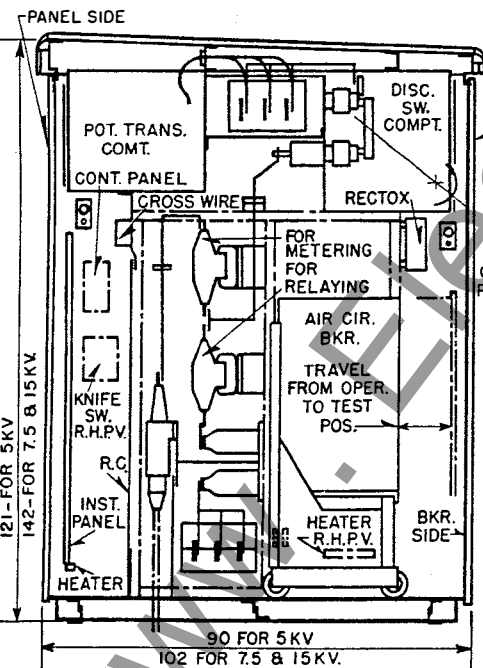 PANEL SIDE
POT. TRANS.
COMT.
CONT. PANEL
CROSS WIRE
DISC.
SW.
COMPT.
RECTOX
FOR
METERING
FOR
RELAYING
AIR CIR.
BKR.
TRAVEL
FROM OPER.
TO TEST
POS.
KNIFE
SW.
R.H.P.V.
R.C.
INST.
PANEL
HEATER
HEATER
R.H.P.V.
BKR.
SIDE
121-FOR 5KV
142-FOR 7.5 & 15KV.
90 FOR 5KV
102 FOR 7.5 & 15KV.
www.Elec